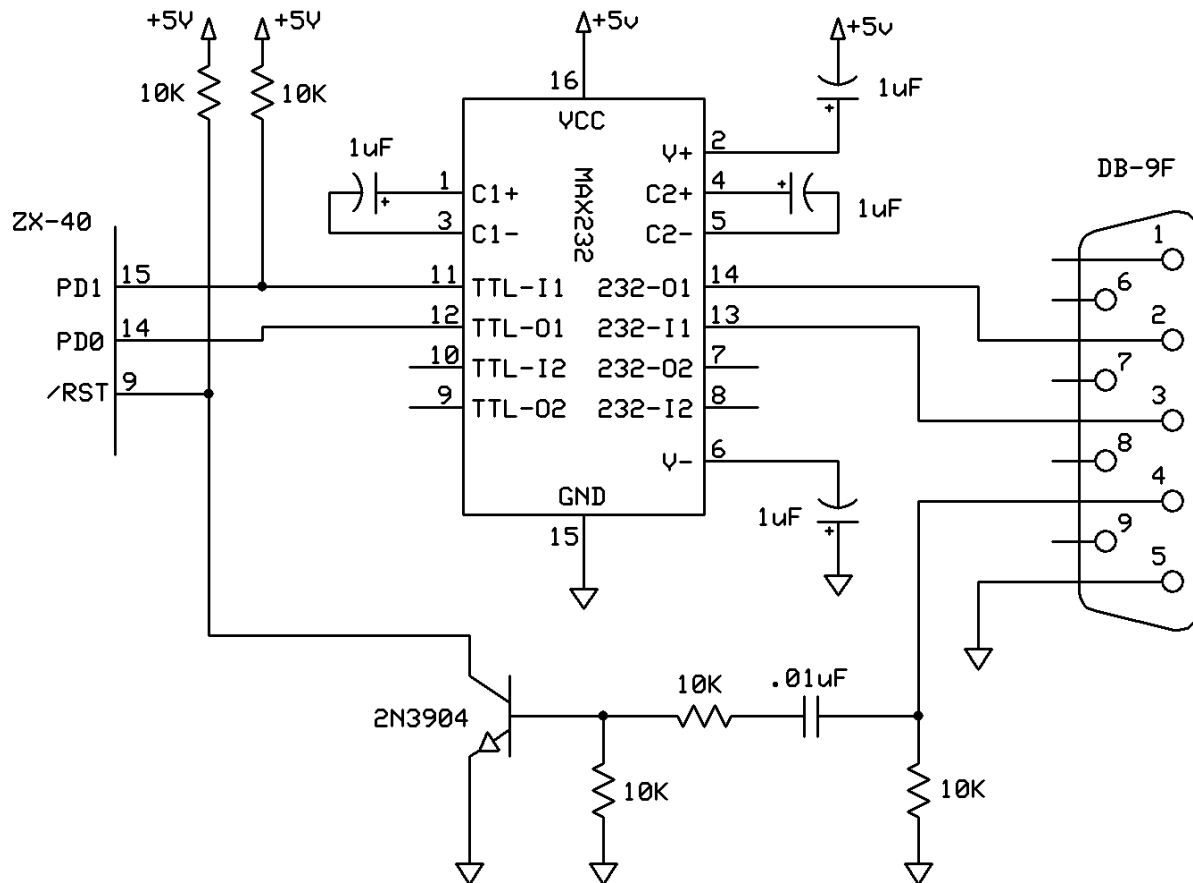 +5V
+5V
+5v
+5v
10K
10K
16
VCC
1uF
1uF
V+
2
MAX232
DB-9F
1
C1+
C2+
4
1uF
3
C1-
C2-
5
ZX-40
PD1
15
11
TTL-I1
232-O1
14
PD0
14
12
TTL-O1
232-I1
13
/RST
9
10
TTL-I2
232-O2
7
9
TTL-O2
232-I2
8
V-
6
GND
15
1uF
1
6
2
7
3
8
4
9
5
2N3904
10K
.01uF
10K
10K
+
+
+
+